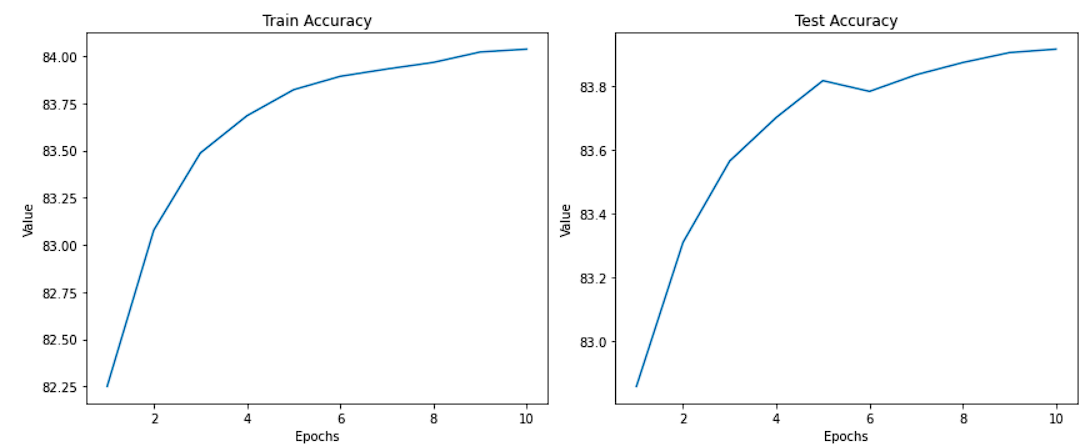 Train Accuracy
Value
84.00
83.75
83.50
83.25
83.00
82.75
82.50
82.25
2 4 6 8 10
Epochs
Test Accuracy
Value
83.8
83.6
83.4
83.2
83.0
2 4 6 8 10
Epochs